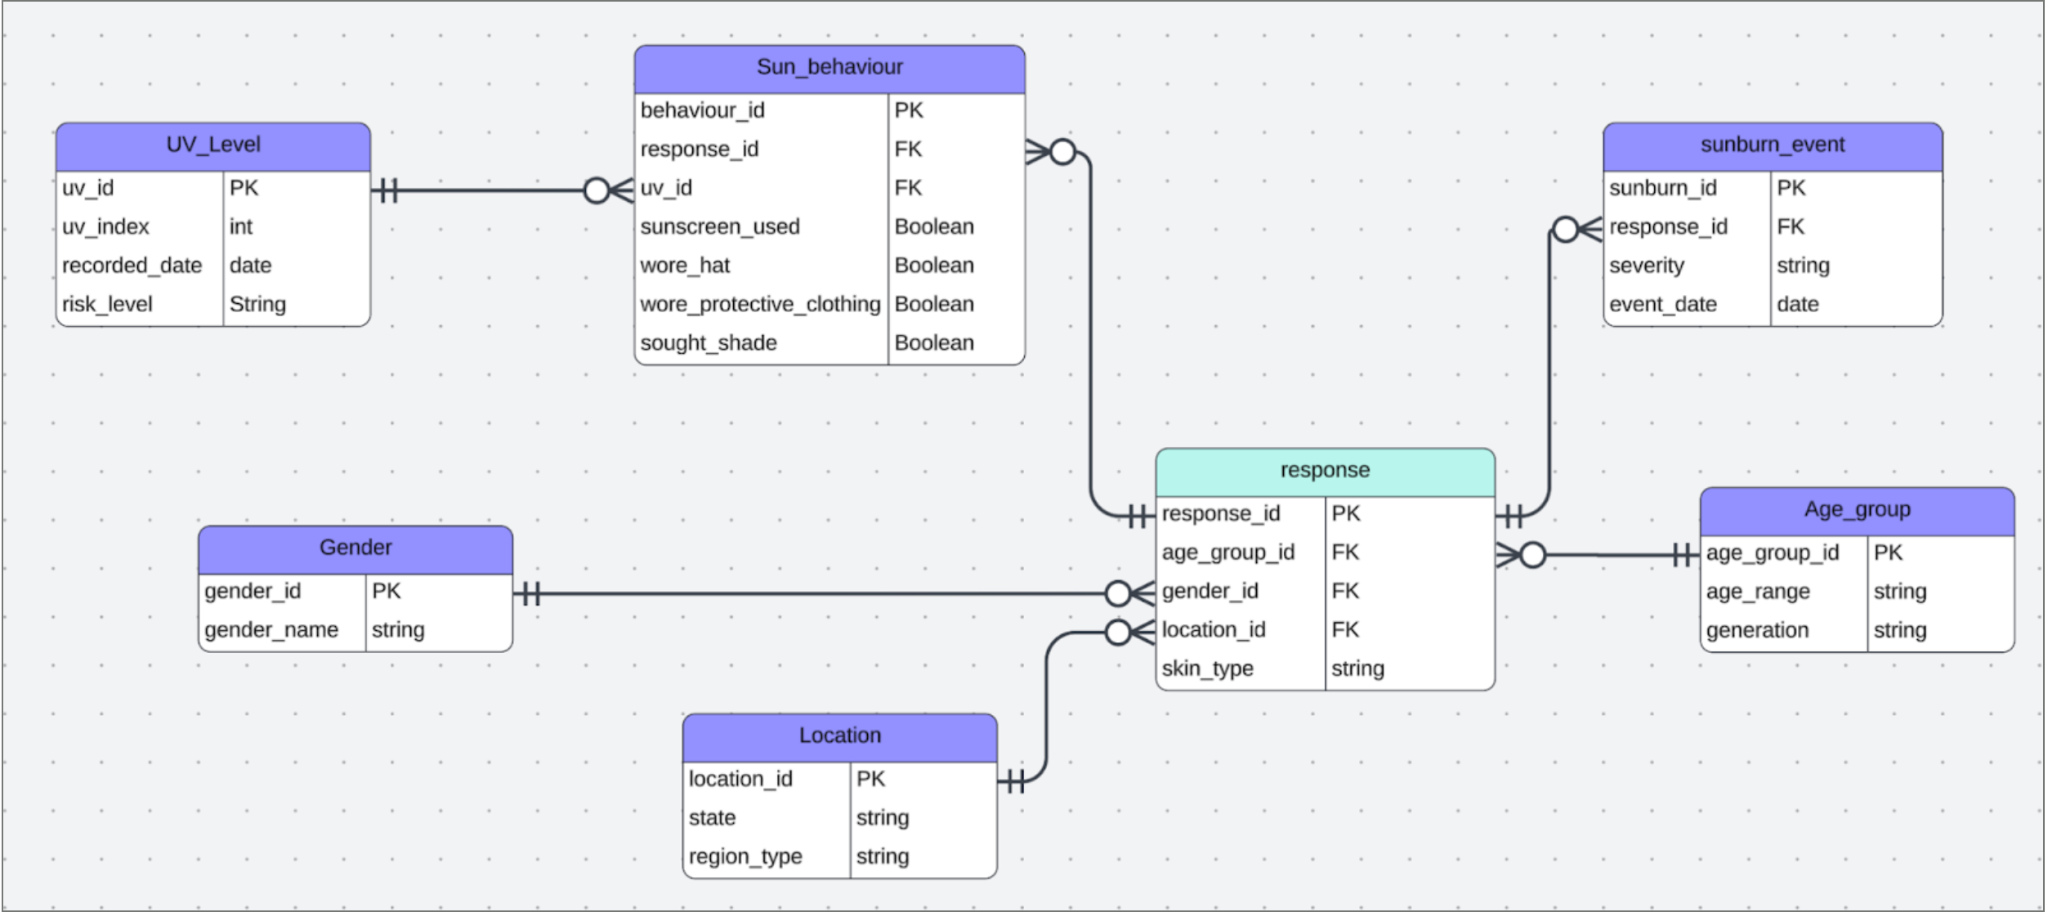 Sun_behaviour
behaviour_id PK
response_id FK
uv_id FK
sunscreen_used Boolean
wore_hat Boolean
wore_protective_clothing Boolean
sought_shade Boolean
UV_Level
uv_id PK
uv_index int
recorded_date date
risk_level String
sunburn_event
sunburn_id PK
response_id FK
severity string
event_date date
response
response_id PK
age_group_id FK
gender_id FK
location_id FK
skin_type string
Age_group
age_group_id PK
age_range string
generation string
Gender
gender_id PK
gender_name string
Location
location_id PK
state string
region_type string